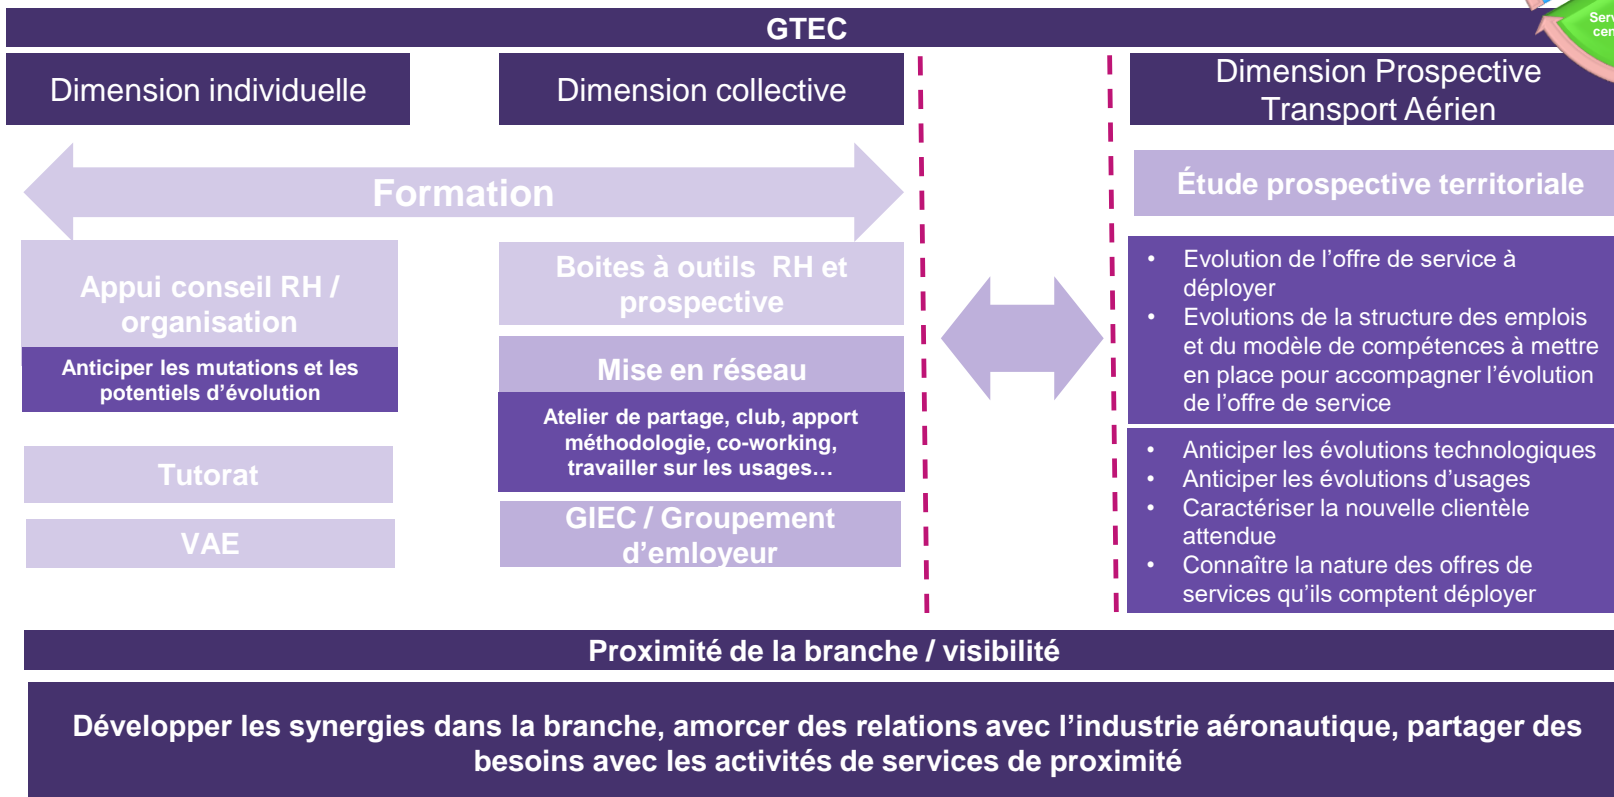 GTEC
Dimension individuelle
Dimension collective
Dimension Prospective
Transport Aérien
Formation
Étude prospective territoriale
Appui conseil RH /
organisation
Anticiper les mutations et les
potentiels d’évolution
Tutorat
VAE
Boites à outils RH et
prospective
Mise en réseau
Atelier de partage, club, apport
méthodologie, co-working,
travailler sur les usages…
GIEC / Groupement
d’emloyeur
• Evolution de l’offre de service à
déployer
• Evolutions de la structure des emplois
et du modèle de compétences à mettre
en place pour accompagner l’évolution
de l’offre de service
• Anticiper les évolutions technologiques
• Anticiper les évolutions d’usages
• Caractériser la nouvelle clientèle
attendue
• Connaître la nature des offres de
services qu’ils comptent déployer
Proximité de la branche / visibilité
Développer les synergies dans la branche, amorcer des relations avec l’industrie aéronautique, partager des
besoins avec les activités de services de proximité